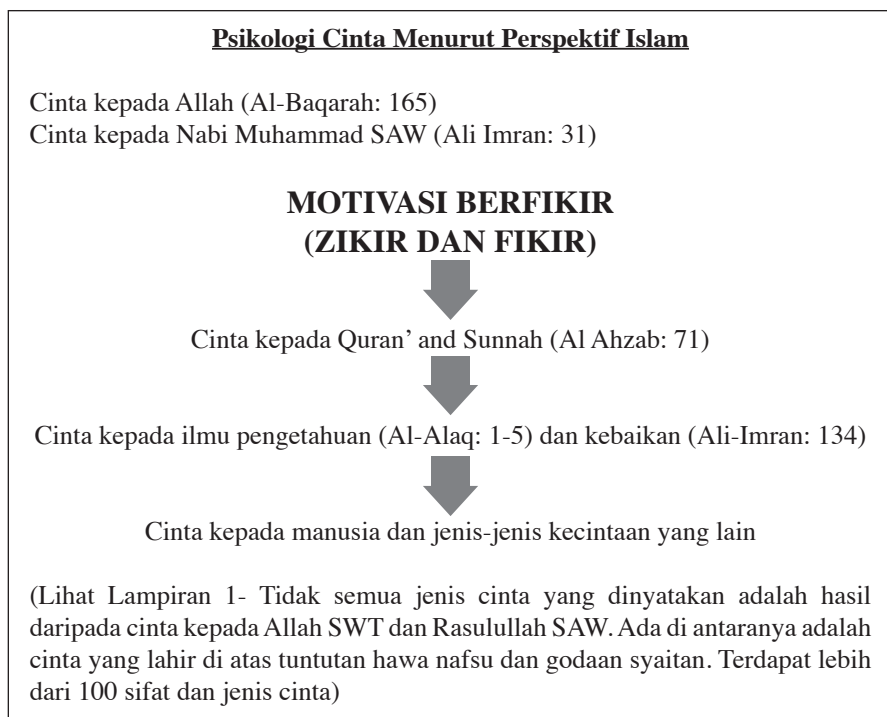 Psikologi Cinta Menurut Perspektif Islam
Cinta kepada Allah (Al-Baqarah: 165)
Cinta kepada Nabi Muhammad SAW (Ali Imran: 31)
MOTIVASI BERFIKIR
(ZIKIR DAN FIKIR)
Cinta kepada Quran’ and Sunnah (Al Ahzab: 71)
Cinta kepada ilmu pengetahuan (Al-Alaq: 1-5) dan kebaikan (Ali-Imran: 134)
Cinta kepada manusia dan jenis-jenis kecintaan yang lain
(Lihat Lampiran 1- Tidak semua jenis cinta yang dinyatakan adalah hasil
daripada cinta kepada Allah SWT dan Rasulullah SAW. Ada di antaranya adalah
cinta yang lahir di atas tuntutan hawa nafsu dan godaan syaitan. Terdapat lebih
dari 100 sifat dan jenis cinta)